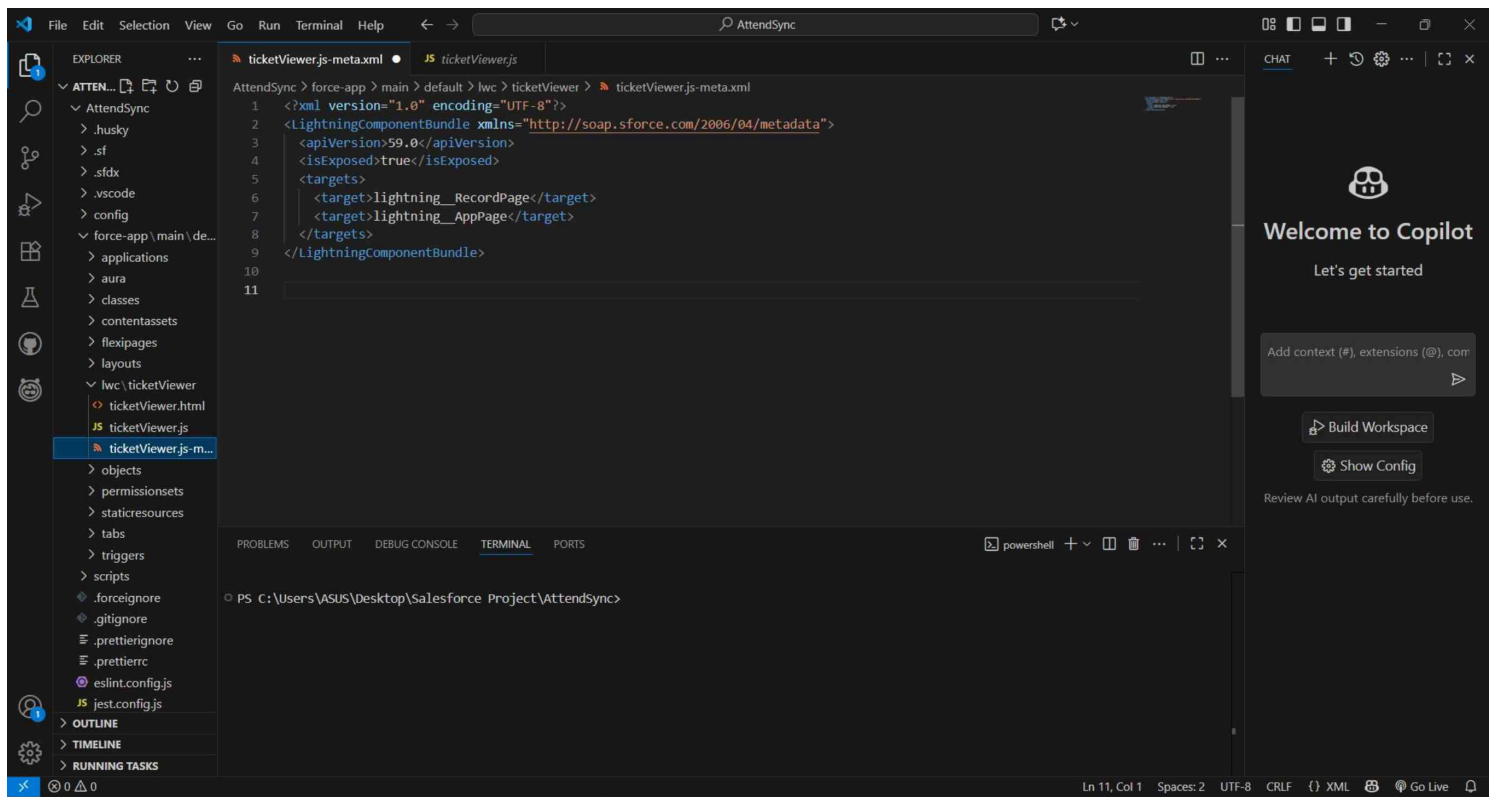 File Edit Selection View Go Run Terminal Help
AttendSync
EXPLORER
ATTEN...
AttendSync
.husky
.sf
.sfdx
.vscode
config
force-app\main\de...
applications
aura
classes
contentassets
flexipages
layouts
lwc\ticketViewer
ticketViewer.html
JS ticketViewer.js
ticketViewer.js-m...
objects
permissionsets
staticresources
tabs
triggers
scripts
.forceignore
.gitignore
.prettierignore
.prettierrc
eslint.config.js
JS jest.config.js
OUTLINE
TIMELINE
RUNNING TASKS
1
1
ticketViewer.js-meta.xml JS ticketViewer.js
AttendSync > force-app > main > default > lwc > ticketViewer > ticketViewer.js-meta.xml
1 <?xml version="1.0" encoding="UTF-8"?>
2 <LightningComponentBundle xmlns="http://soap.sforce.com/2006/04/metadata">
3 <apiVersion>59.0</apiVersion>
4 <isExposed>true</isExposed>
5 <targets>
6 <target>lightning__RecordPage</target>
7 <target>lightning__AppPage</target>
8 </targets>
9 </LightningComponentBundle>
10
11
PROBLEMS OUTPUT DEBUG CONSOLE TERMINAL PORTS
powershell
PS C:\Users\ASUS\Desktop\Salesforce Project\AttendSync>
CHAT
Welcome to Copilot
Let's get started
Add context (#), extensions (@), com
Build Workspace
Show Config
Review AI output carefully before use.
0 0
Ln 11, Col 1 Spaces: 2 UTF-8 CRLF {} XML Go Live